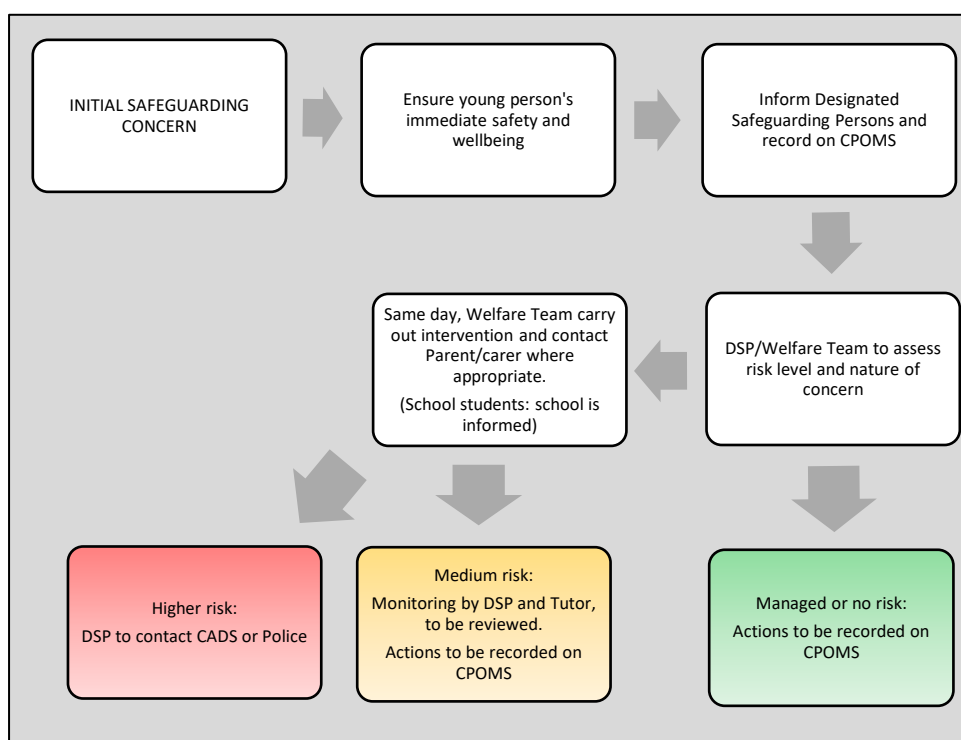 INITIAL SAFEGUARDING
CONCERN
Ensure young person's
immediate safety and
wellbeing
Inform Designated
Safeguarding Persons and
record on CPOMS
DSP/Welfare Team to assess
risk level and nature of
concern
Same day, Welfare Team carry
out intervention and contact
Parent/carer where
appropriate.
(School students: school is
informed)
Higher risk:
DSP to contact CADS or Police
Medium risk:
Monitoring by DSP and Tutor,
to be reviewed.
Actions to be recorded on
CPOMS
Managed or no risk:
Actions to be recorded on
CPOMS